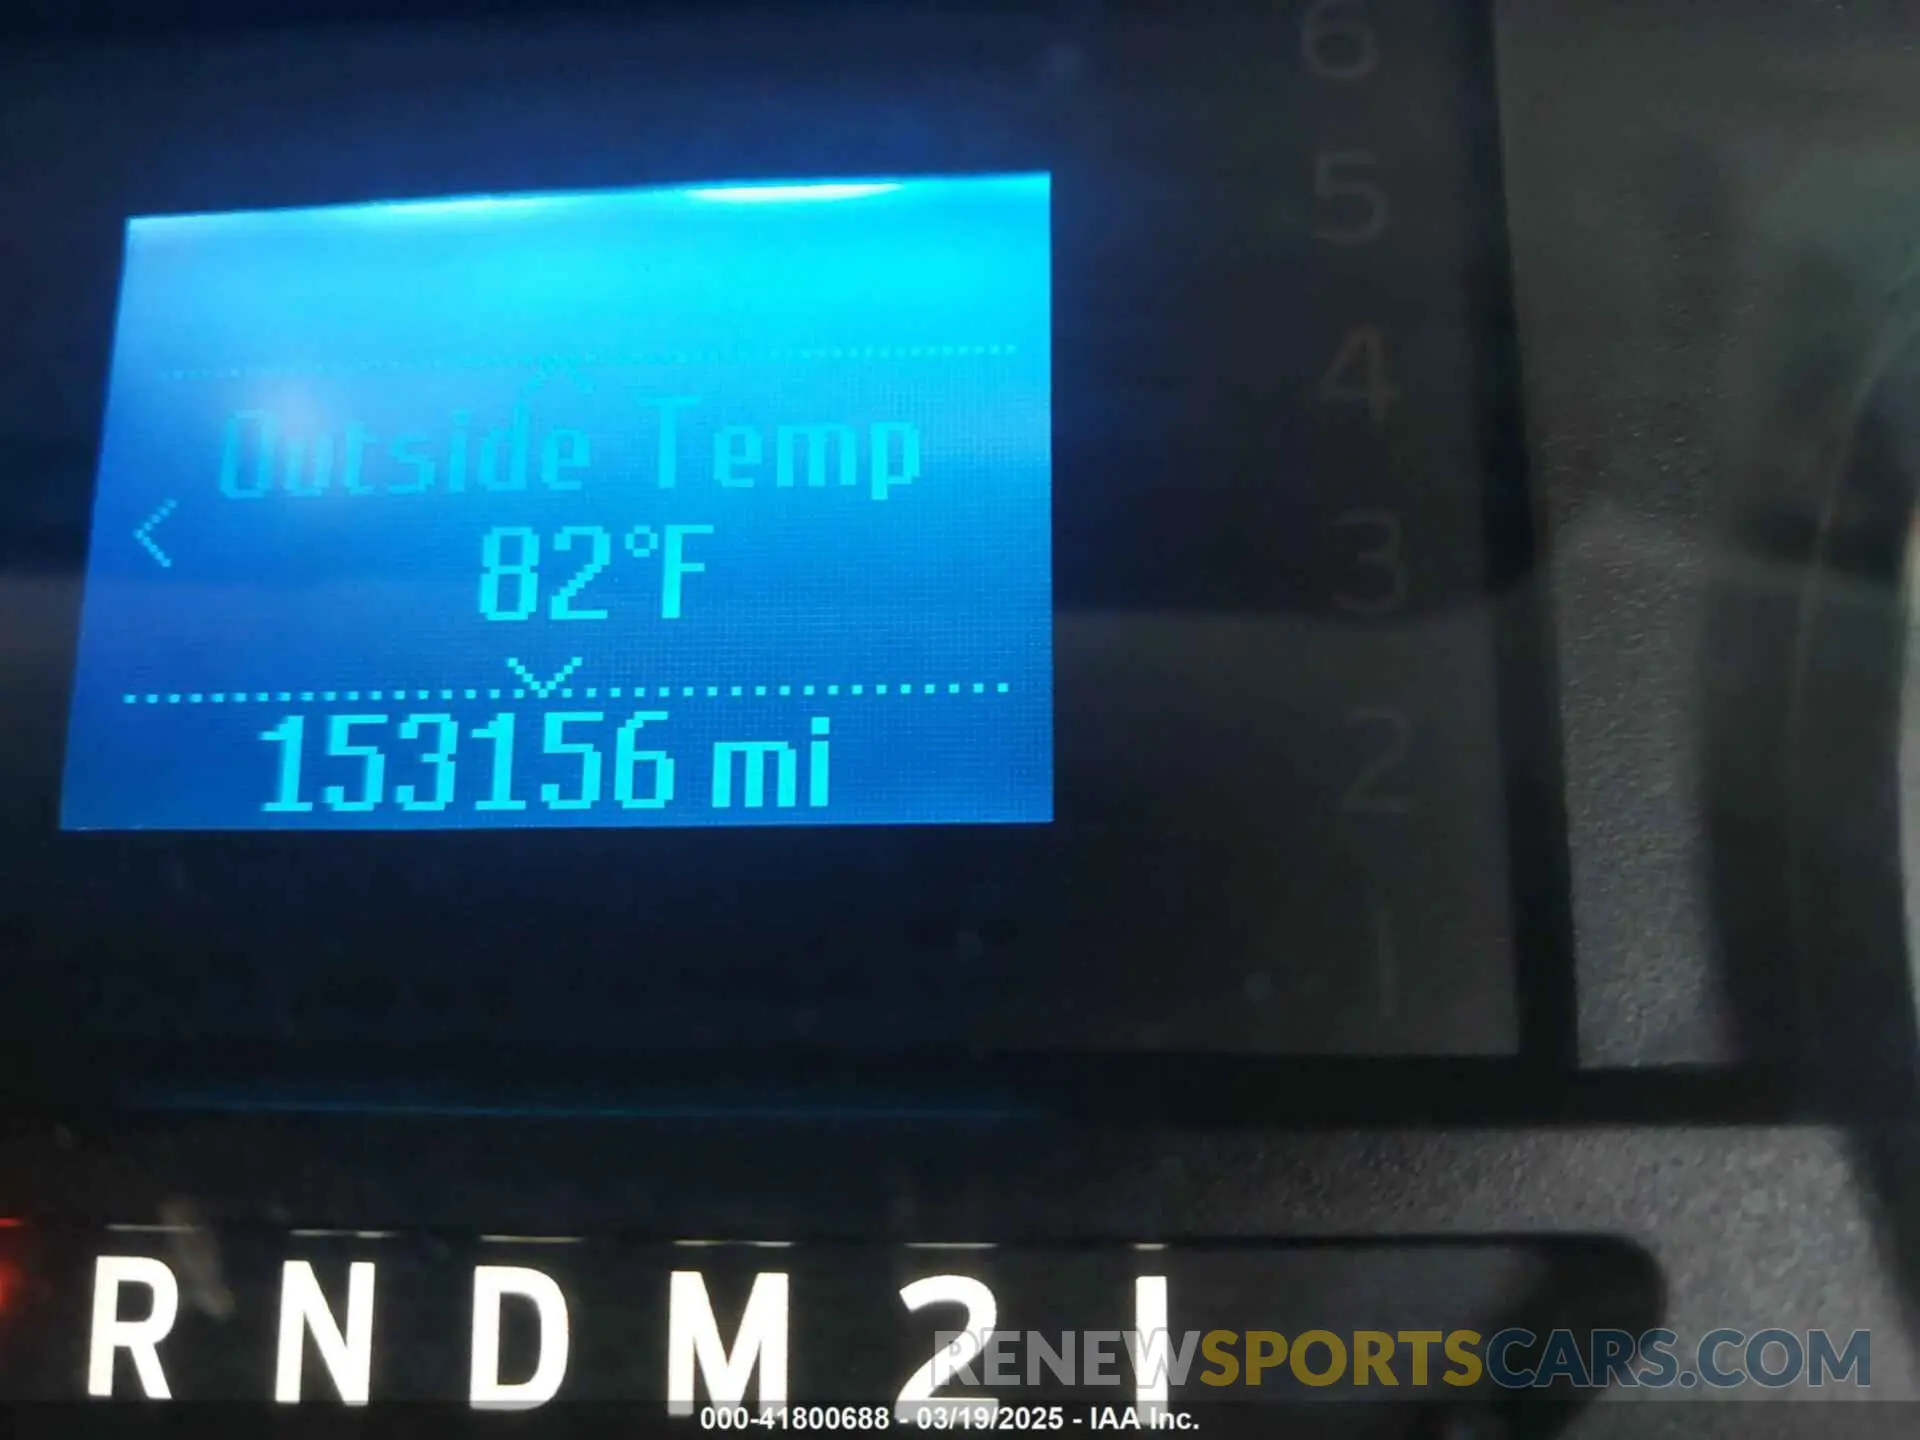 Outside Temp
82°F
153156 mi
6
5
4
3
2
1
R N D M 2 1
RENEWSPORTSCARS.COM
000-41800688 - 03/19/2025 - IAA Inc.